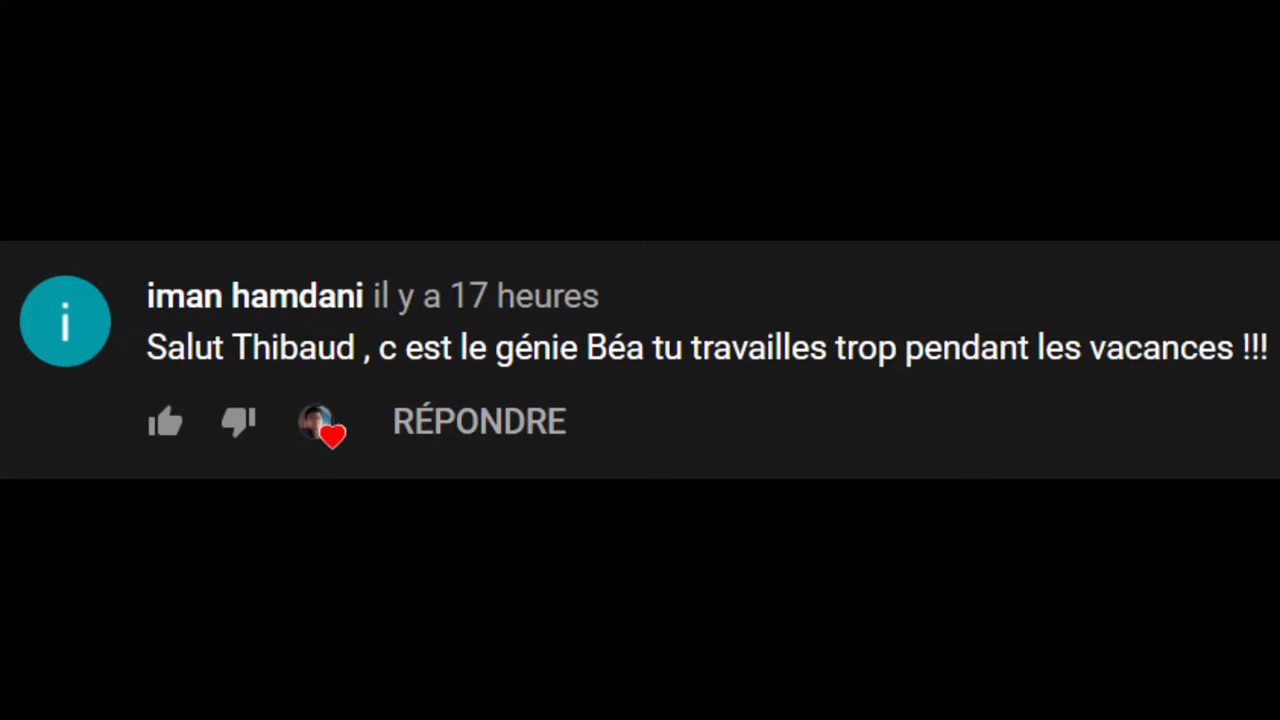 i
iman hamdani il y a 17 heures
Salut Thibaud , c est le génie Béa tu travailles trop pendant les vacances !!!
RÉPONDRE